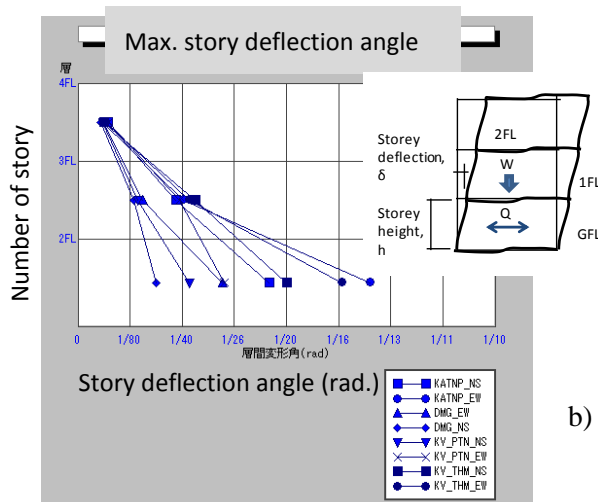 Max. story deflection angle
層
4FL
3FL
2FL
1FL
Number of story
0 1/80 1/40 1/26 1/20 1/16 1/13 1/11 1/10
層間変形角(rad)
Story deflection angle (rad.)
Storey
deflection,
δ
Storey
height,
h
2FL
W
1FL
Q
GFL
KATNP_NS
KATNP_EW
DMG_EW
DMG_NS
KV_PTN_NS
KV_PTN_EW
KV_THM_NS
KV_THM_EW
b)